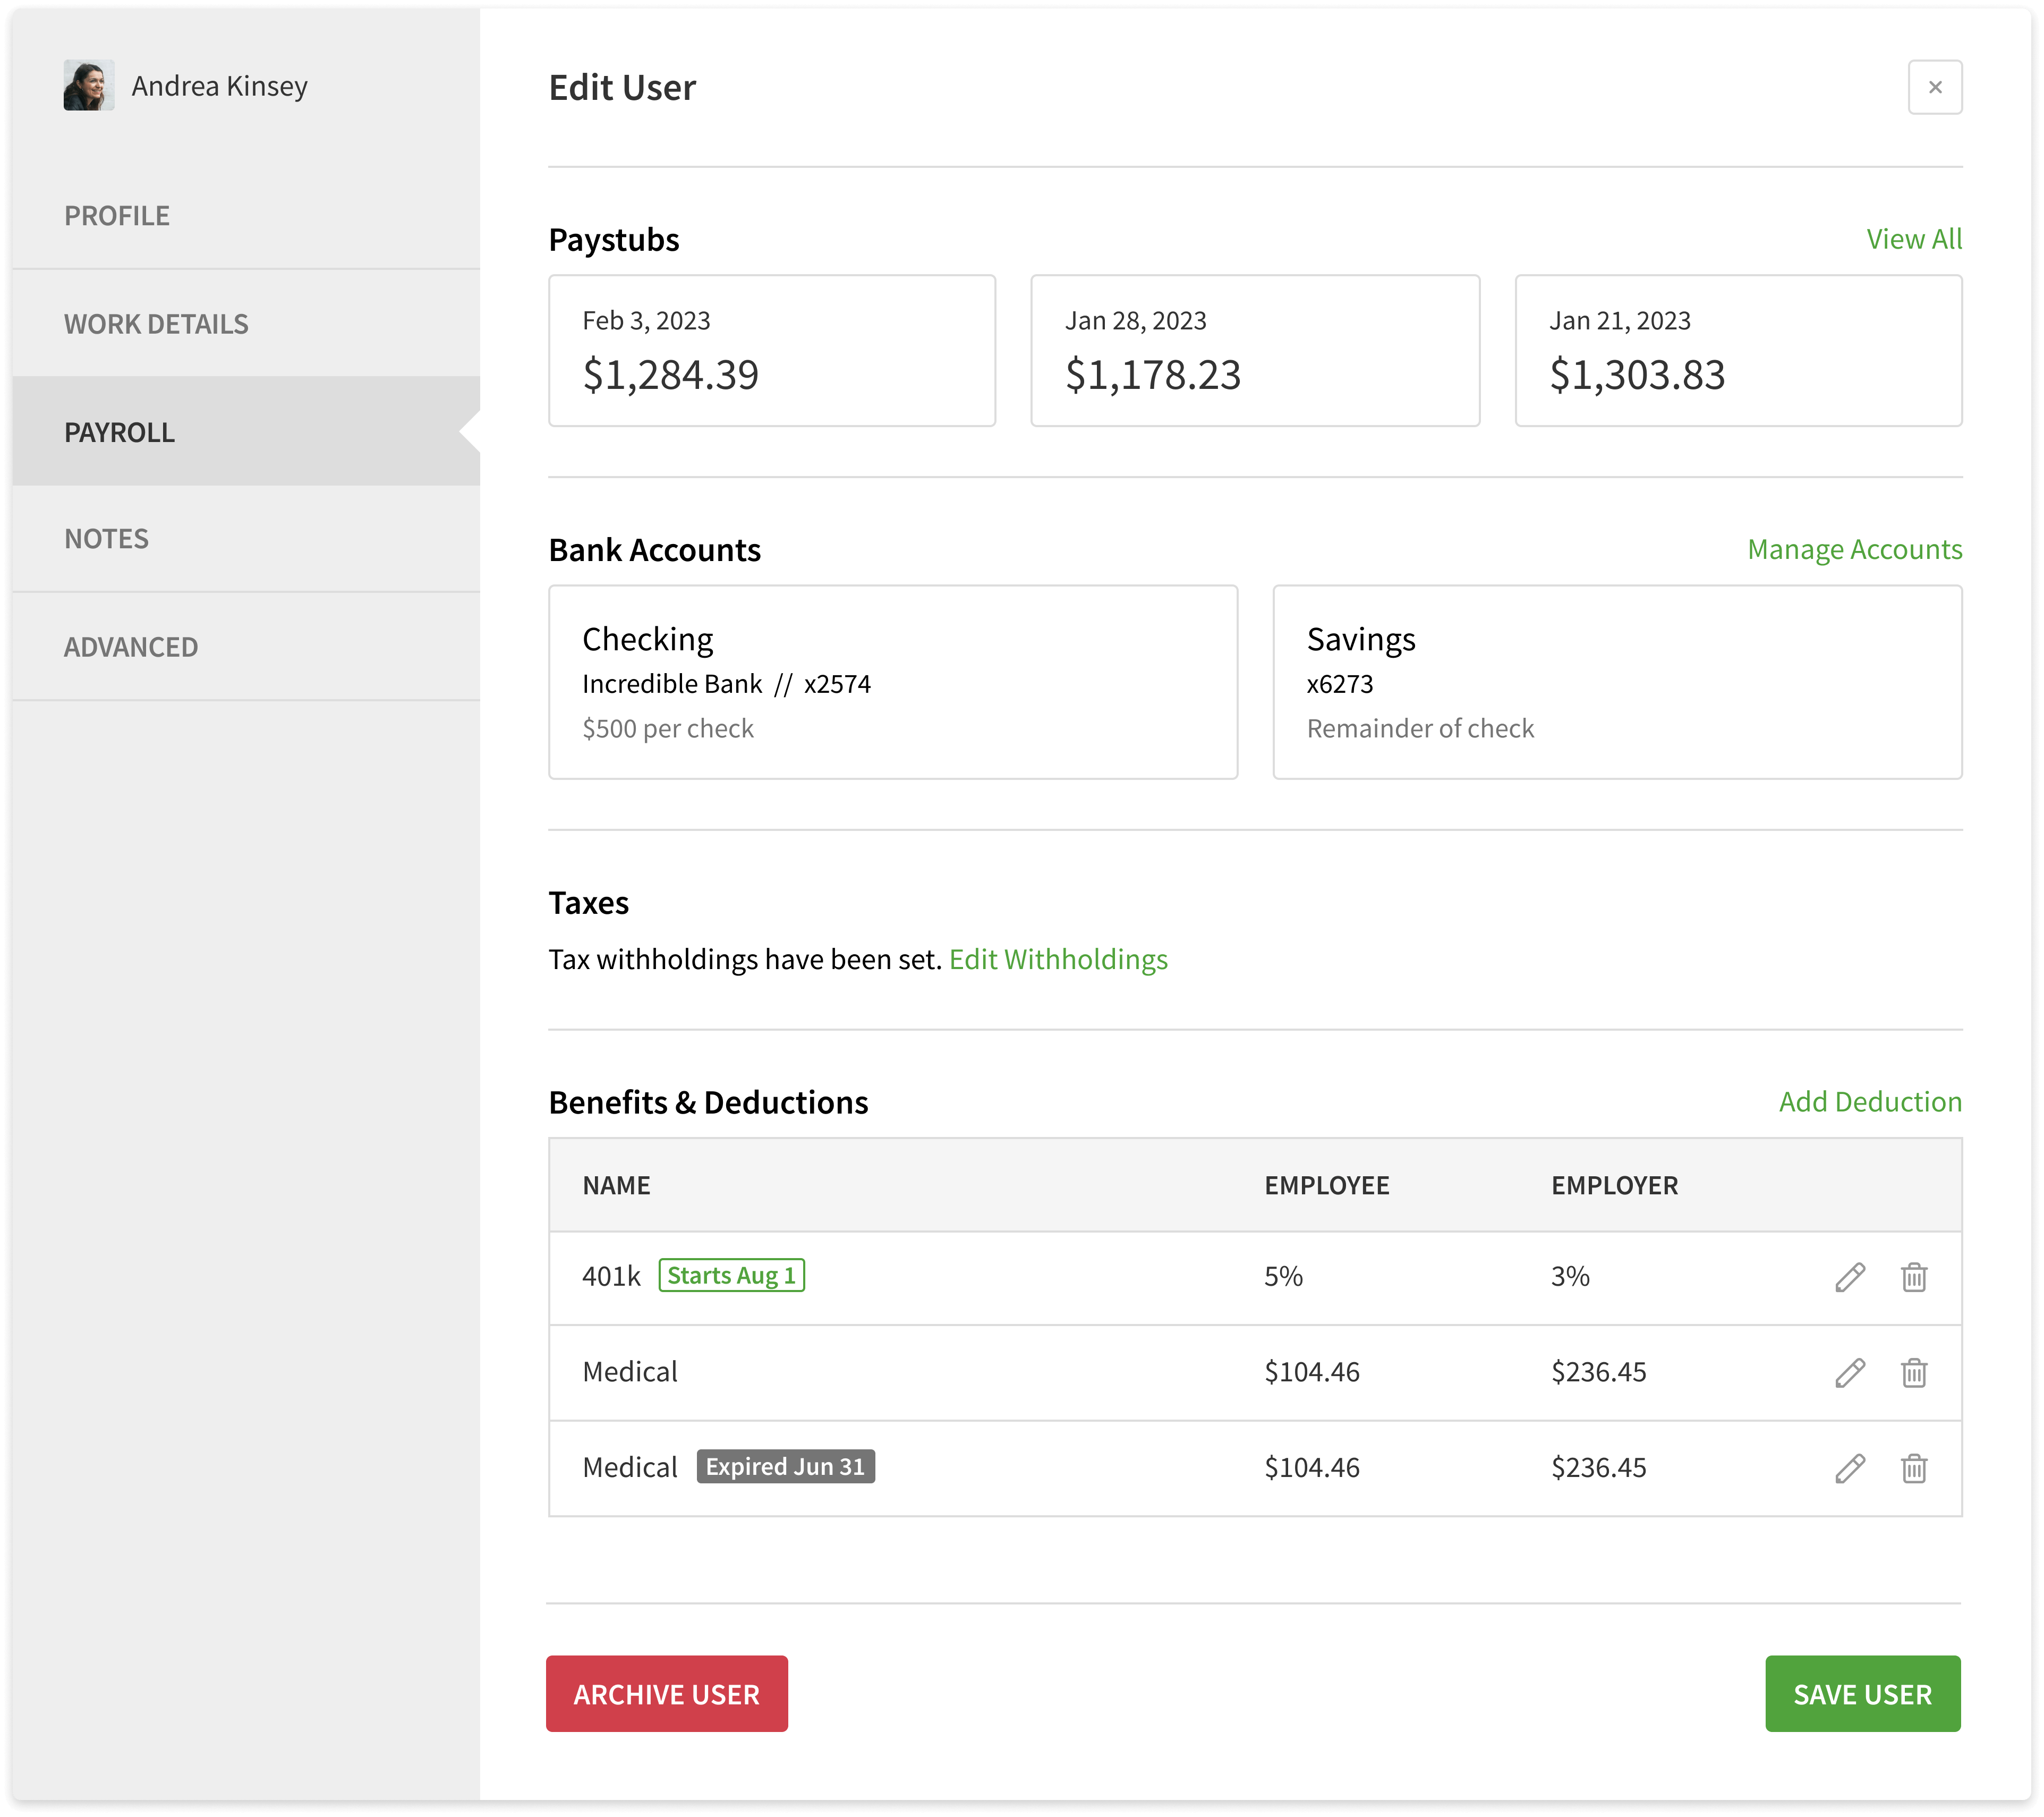 Andrea Kinsey
PROFILE
WORK DETAILS
PAYROLL
NOTES
ADVANCED
Edit User
×
Paystubs
View All
Feb 3, 2023
$1,284.39
Jan 28, 2023
$1,178.23
Jan 21, 2023
$1,303.83
Bank Accounts
Manage Accounts
Checking
Incredible Bank // x2574
$500 per check
Savings
x6273
Remainder of check
Taxes
Tax withholdings have been set. Edit Withholdings
Benefits & Deductions
Add Deduction
NAME EMPLOYEE EMPLOYER
401k Starts Aug 1 5% 3%
Medical $104.46 $236.45
Medical Expired Jun 31 $104.46 $236.45
ARCHIVE USER
SAVE USER